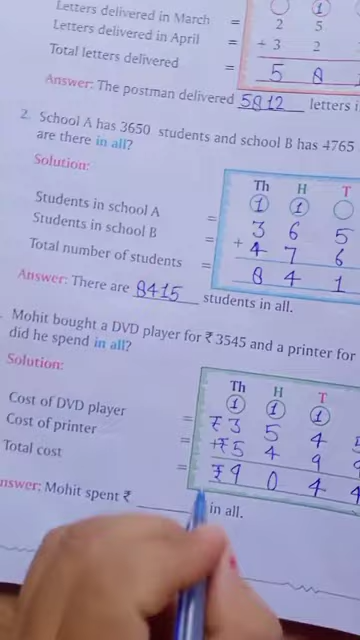 Letters delivered in March = 2 5
Letters delivered in April = + 3 2
Total letters delivered = 5 8
Answer: The postman delivered 5812 letters i
2. School A has 3650 students and school B has 4765
are there in all?
Solution:
Th H T
1 1
Students in school A = 3 6 5
Students in school B = + 4 7 6
Total number of students = 8 4 1
Answer: There are 8415 students in all.
Mohit bought a DVD player for ₹ 3545 and a printer for
did he spend in all?
Solution:
Th H T
1 1 1
Cost of DVD player = ₹3 5 4 5
Cost of printer = +₹5 4 9 9
Total cost = ₹9 0 4 4
nswer: Mohit spent ₹ ________ in all.